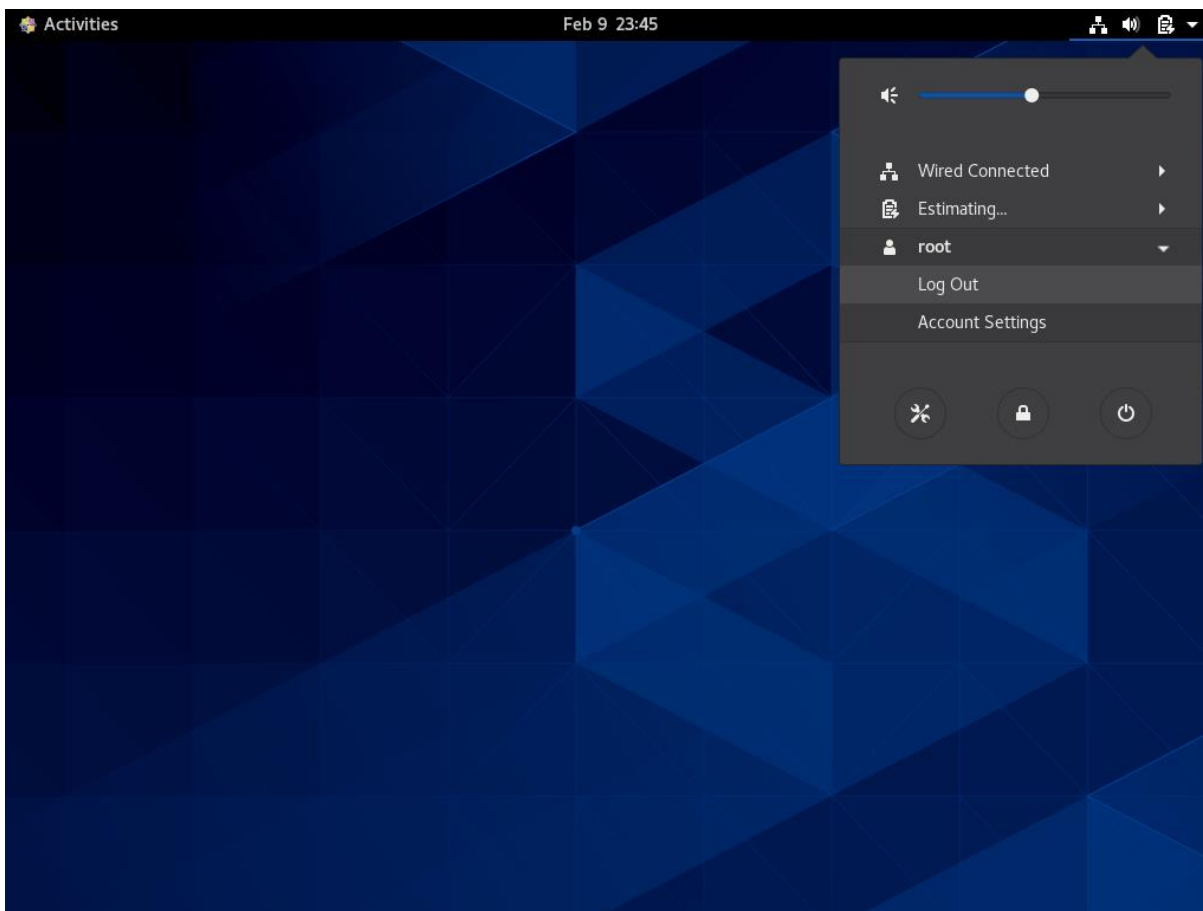 Activities
Feb 9 23:45
Wired Connected
Estimating...
root
Log Out
Account Settings